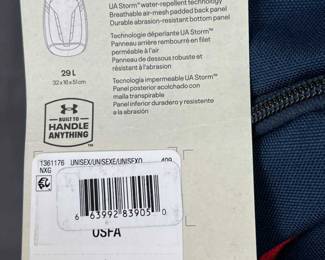 UA Storm™ water-repellent technology
Breathable air-mesh padded back panel
Durable abrasion-resistant bottom panel
Technologie déperlante UA Storm™
Panneau arrière rembourré en filet
perméable à l'air
Panneau de dessous robuste et
résistant à l'abrasion
29 L
32 x 16 x 51 cm
Tecnología impermeable UA Storm™
Panel posterior acolchado con
malla transpirable
Panel inferior duradero y resistente
a la abrasión
BUILT TO
HANDLE
ANYTHING™
1361176 UNISEX/UNISEXE/UNISEXO 409
NXG
6 63992 83905 0
OSFA